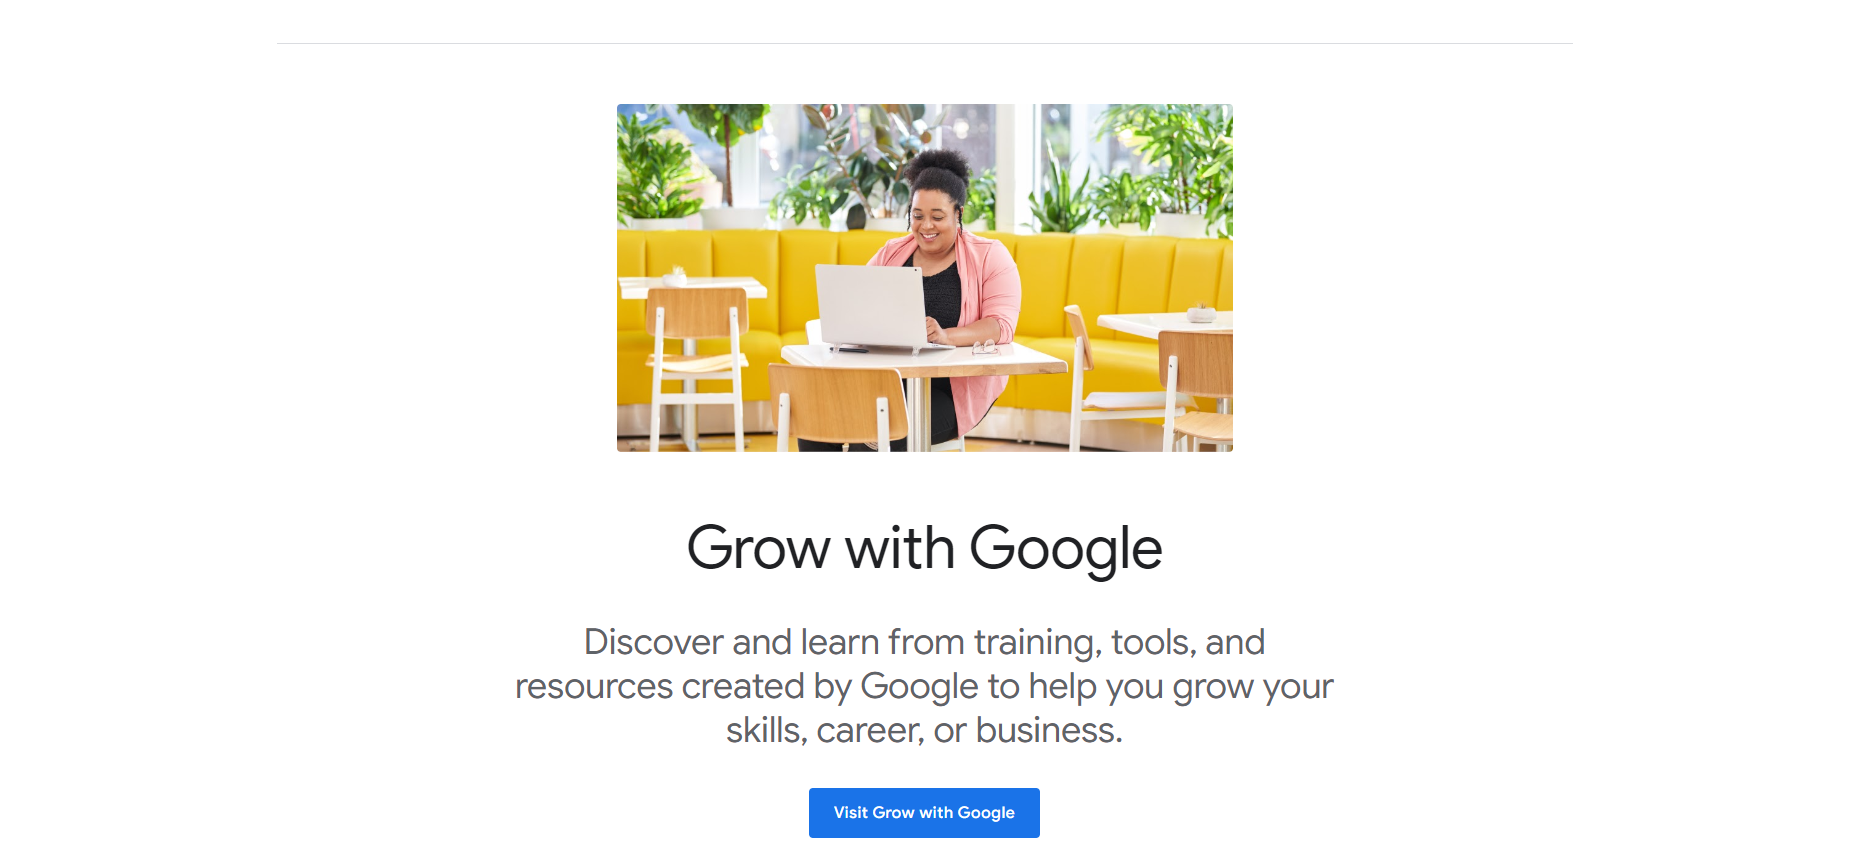 Grow with Google
Discover and learn from training, tools, and
resources created by Google to help you grow your
skills, career, or business.
Visit Grow with Google